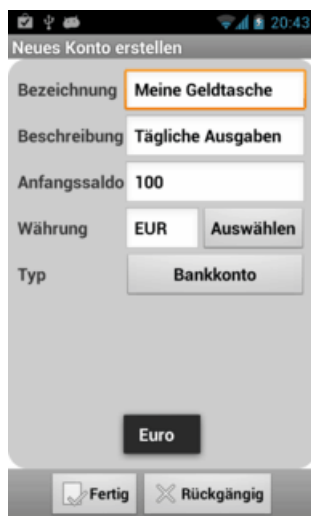 20:43
Neues Konto erstellen
Bezeichnung Meine Geldtasche
Beschreibung Tägliche Ausgaben
Anfangssaldo 100
Währung EUR Auswählen
Typ Bankkonto
Euro
Fertig Rückgängig